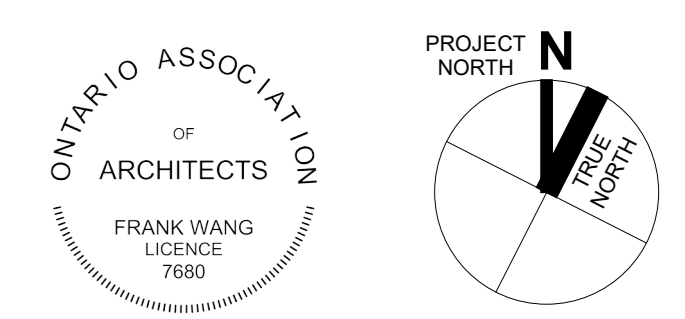 ONTARIO ASSOCIATION
OF
ARCHITECTS
FRANK WANG
LICENCE
7680
PROJECT
NORTH
N
TRUE
NORTH